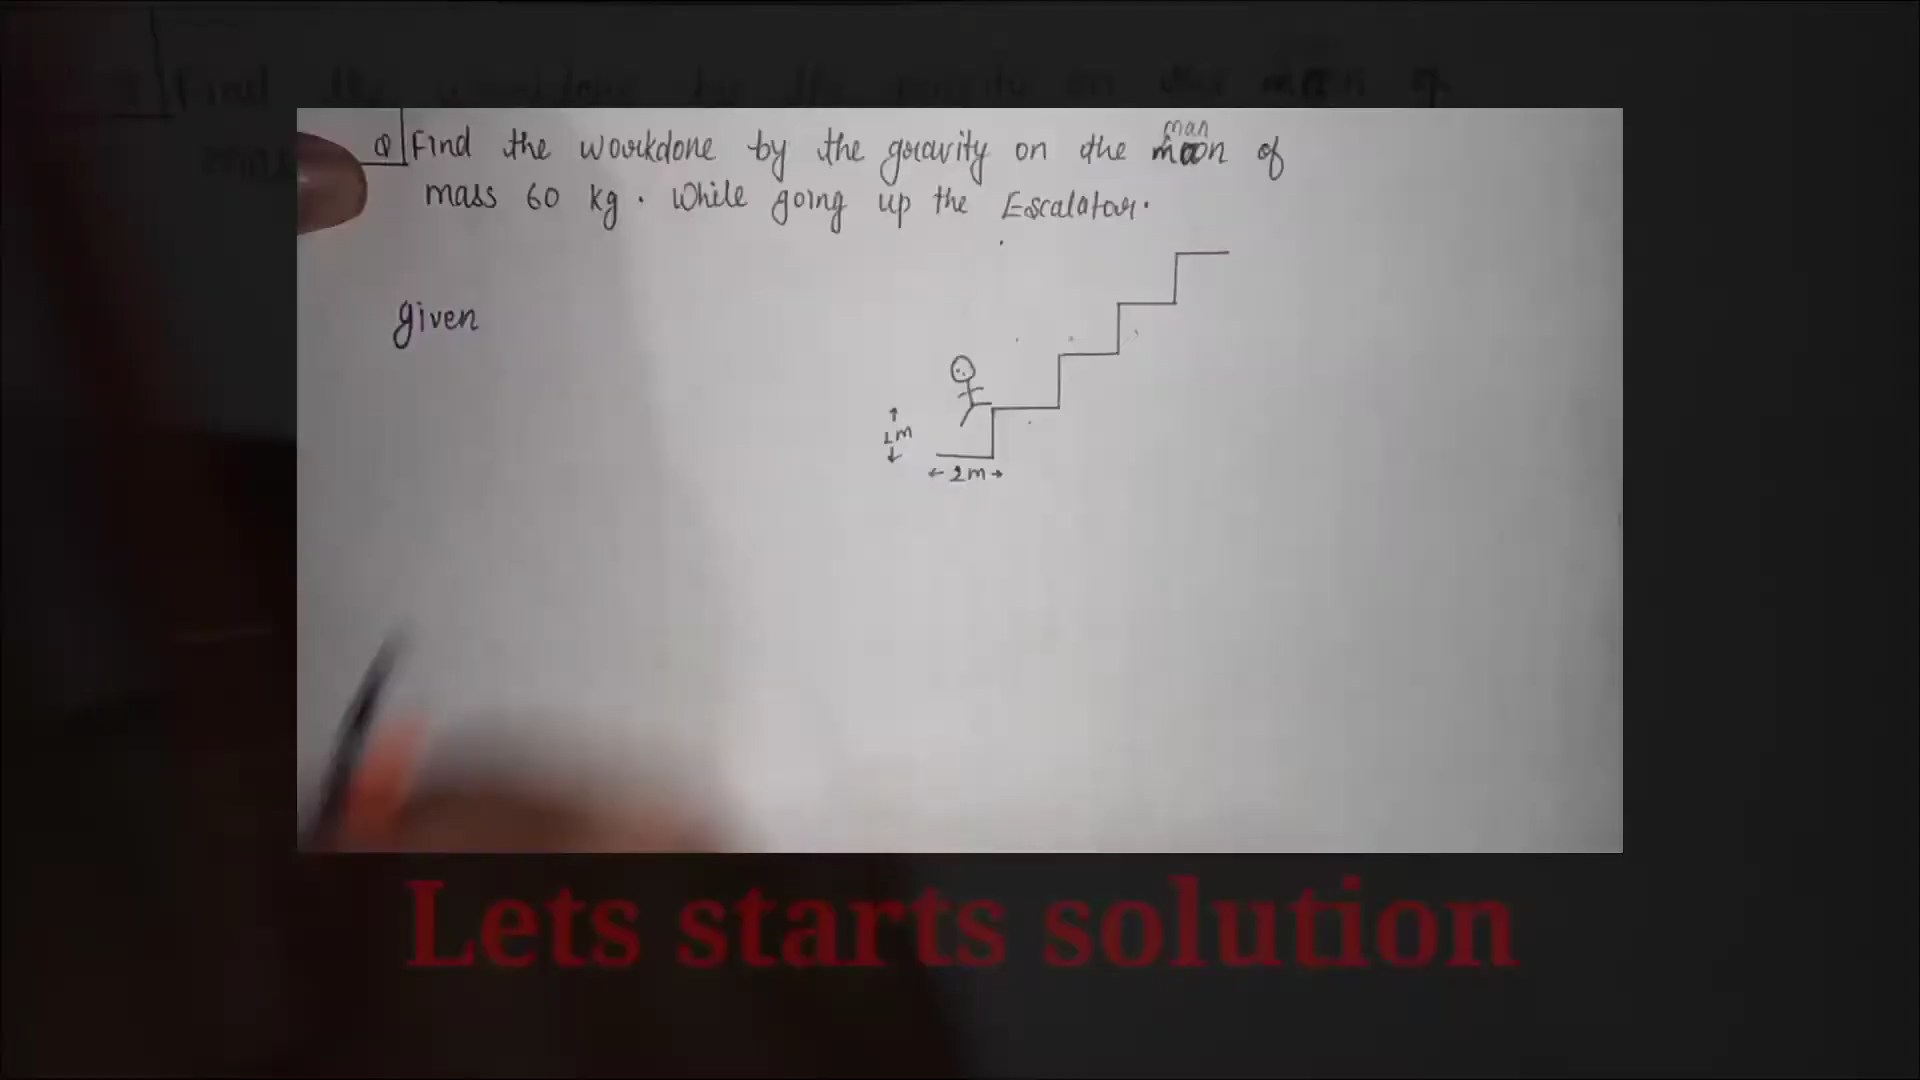 Q Find the workdone by the gravity on the man of
mass 60 kg. While going up the Escalator.
given
2m
Lets starts solution